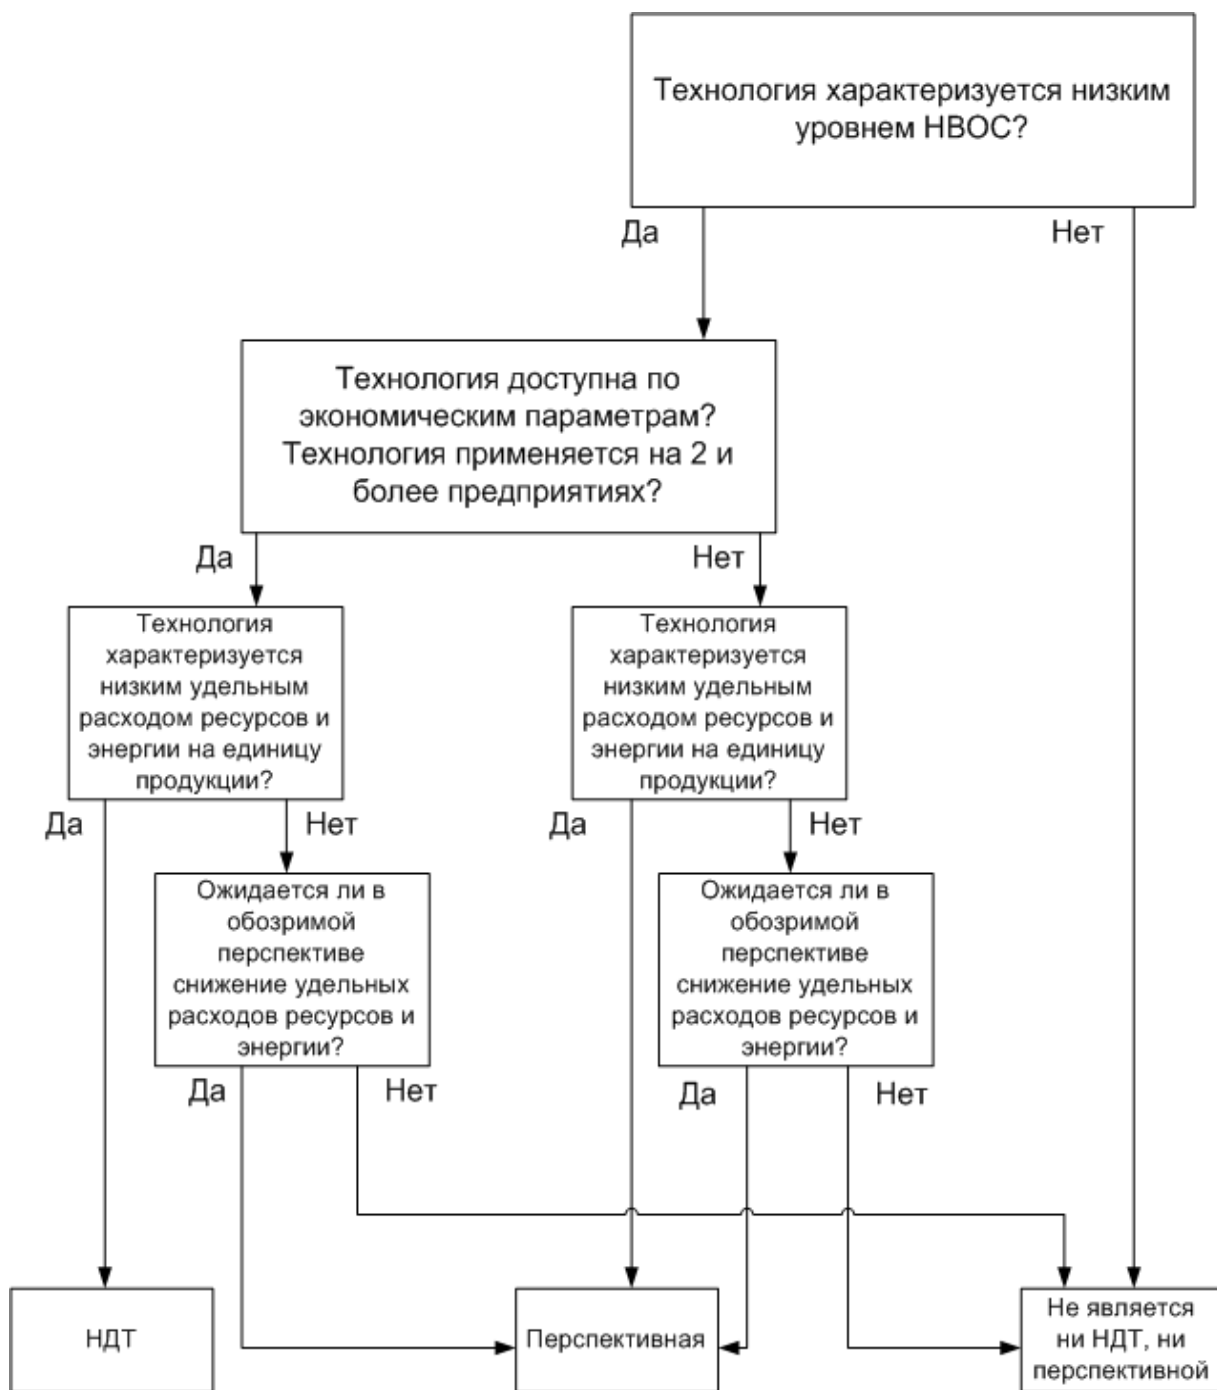 Технология характеризуется низким
уровнем НВОС?
Да
Нет
Технология доступна по
экономическим параметрам?
Технология применяется на 2 и
более предприятиях?
Да
Нет
Технология
характеризуется
низким удельным
расходом ресурсов и
энергии на единицу
продукции?
Технология
характеризуется
низким удельным
расходом ресурсов и
энергии на единицу
продукции?
Да
Нет
Да
Нет
Ожидается ли в
обозримой
перспективе
снижение удельных
расходов ресурсов и
энергии?
Ожидается ли в
обозримой
перспективе
снижение удельных
расходов ресурсов и
энергии?
Да
Нет
Да
Нет
НДТ
Перспективная
Не является
ни НДТ, ни
перспективной